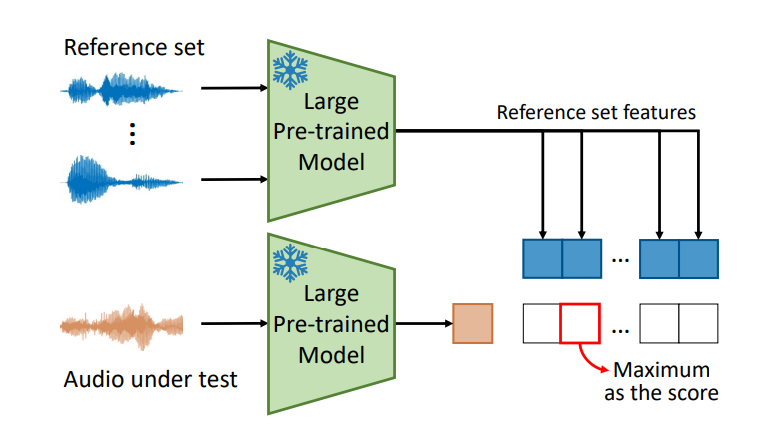 Reference set
Large
Pre-trained
Model
Reference set features
...
Large
Pre-trained
Model
...
Audio under test
Maximum
as the score